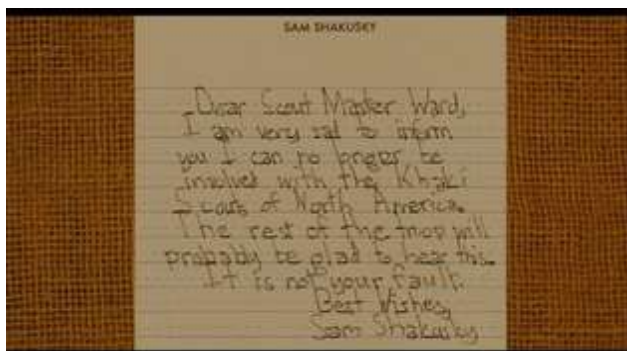 SAM SHAKUSKY
Dear Scout Master Ward,
I am very sad to inform
you I can no longer be
involved with the Khaki
Scouts of North America.
The rest of the troop will
probably be glad to hear this.
It is not your fault.
Best Wishes,
Sam Shakusky